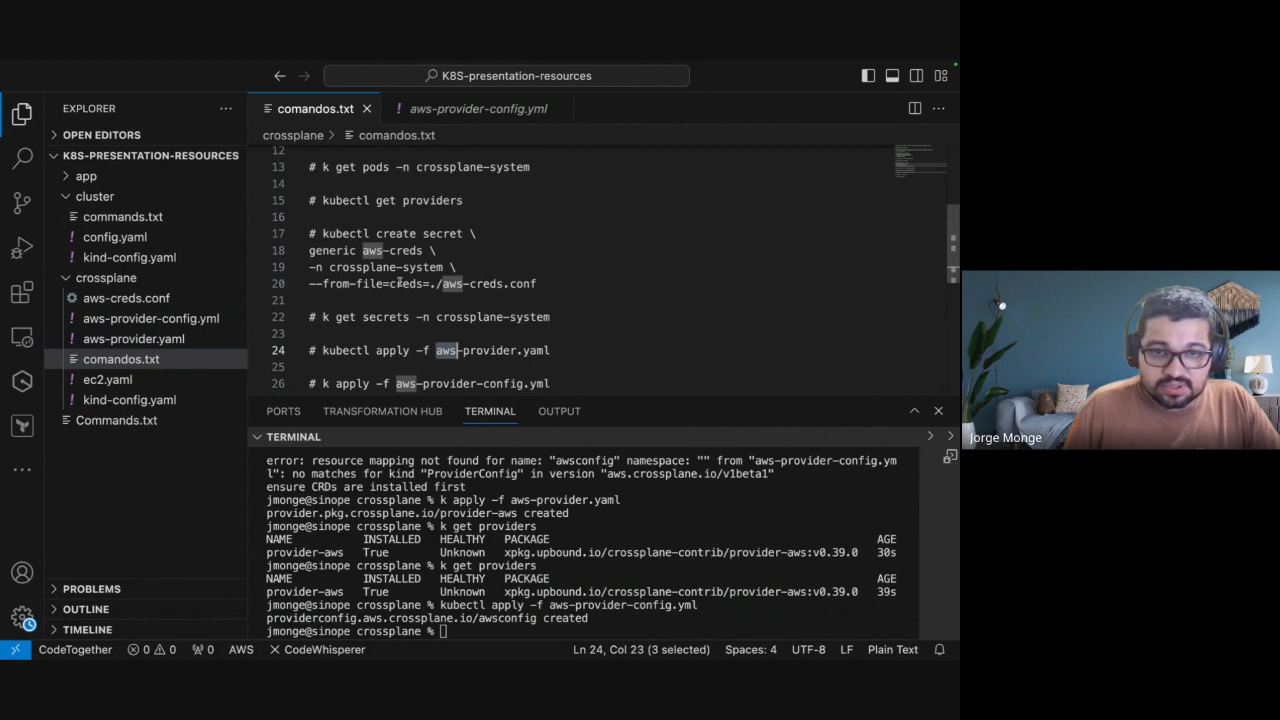 K8S-presentation-resources
EXPLORER
OPEN EDITORS
K8S-PRESENTATION-RESOURCES
app
cluster
commands.txt
config.yaml
kind-config.yaml
crossplane
aws-creds.conf
aws-provider-config.yml
aws-provider.yaml
comandos.txt
ec2.yaml
kind-config.yaml
Commands.txt
PROBLEMS
OUTLINE
TIMELINE
comandos.txt
aws-provider-config.yml
crossplane > comandos.txt
12
13 # k get pods -n crossplane-system
14
15 # kubectl get providers
16
17 # kubectl create secret \
18 generic aws-creds \
19 -n crossplane-system \
20 --from-file=creds=./aws-creds.conf
21
22 # k get secrets -n crossplane-system
23
24 # kubectl apply -f aws-provider.yaml
25
26 # k apply -f aws-provider-config.yml
PORTS TRANSFORMATION HUB TERMINAL OUTPUT
TERMINAL
error: resource mapping not found for name: "awsconfig" namespace: "" from "aws-provider-config.ym
l": no matches for kind "ProviderConfig" in version "aws.crossplane.io/v1beta1"
ensure CRDs are installed first
jmonge@sinope crossplane % k apply -f aws-provider.yaml
provider.pkg.crossplane.io/provider-aws created
jmonge@sinope crossplane % k get providers
NAME INSTALLED HEALTHY PACKAGE AGE
provider-aws True Unknown xpkg.upbound.io/crossplane-contrib/provider-aws:v0.39.0 30s
jmonge@sinope crossplane % k get providers
NAME INSTALLED HEALTHY PACKAGE AGE
provider-aws True Unknown xpkg.upbound.io/crossplane-contrib/provider-aws:v0.39.0 39s
jmonge@sinope crossplane % kubectl apply -f aws-provider-config.yml
providerconfig.aws.crossplane.io/awsconfig created
jmonge@sinope crossplane %
CodeTogether 0 0 0 AWS CodeWhisperer Ln 24, Col 23 (3 selected) Spaces: 4 UTF-8 LF Plain Text
Jorge Monge